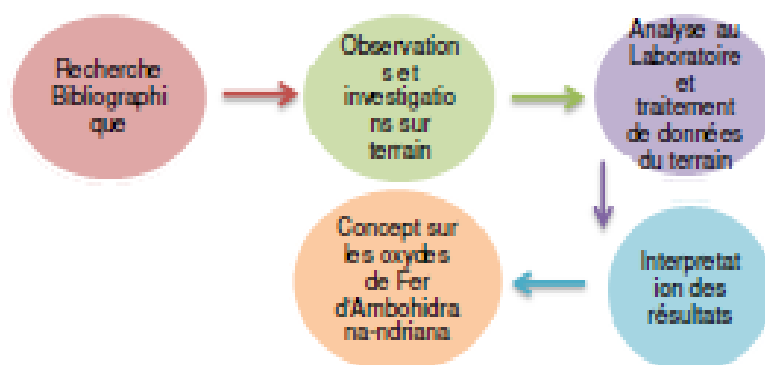 Recherche
Bibliographi
que
Observation
s et
investigatio
ns sur
terrain
Analyse au
Laboratoire
et
traitement
de données
du terrain
Interpretat
ion des
résultats
Concept sur
les oxydes
de Fer
d'Ambohidra
na-ndriana